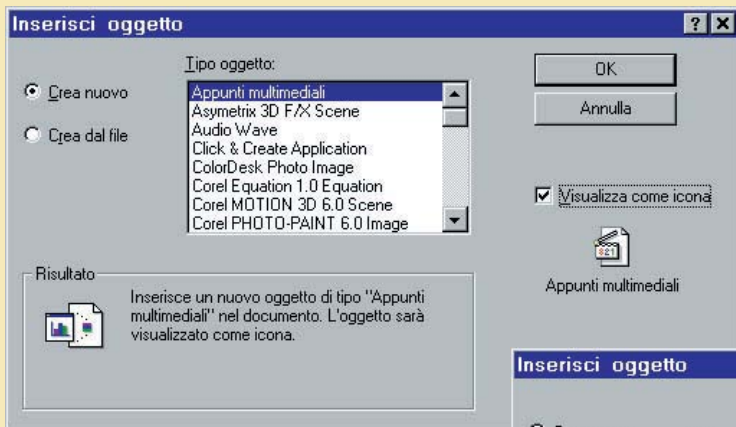 Inserisci oggetto
Tipo oggetto:
Crea nuovo
Crea dal file
Appunti multimediali
Asymetrix 3D F/X Scene
Audio Wave
Click & Create Application
ColorDesk Photo Image
Corel Equation 1.0 Equation
Corel MOTION 3D 6.0 Scene
Corel PHOTO-PAINT 6.0 Image
OK
Annulla
Visualizza come icona
Appunti multimediali
Risultato
Inserisce un nuovo oggetto di tipo "Appunti
multimediali" nel documento. L'oggetto sarà
visualizzato come icona.
Inserisci oggetto